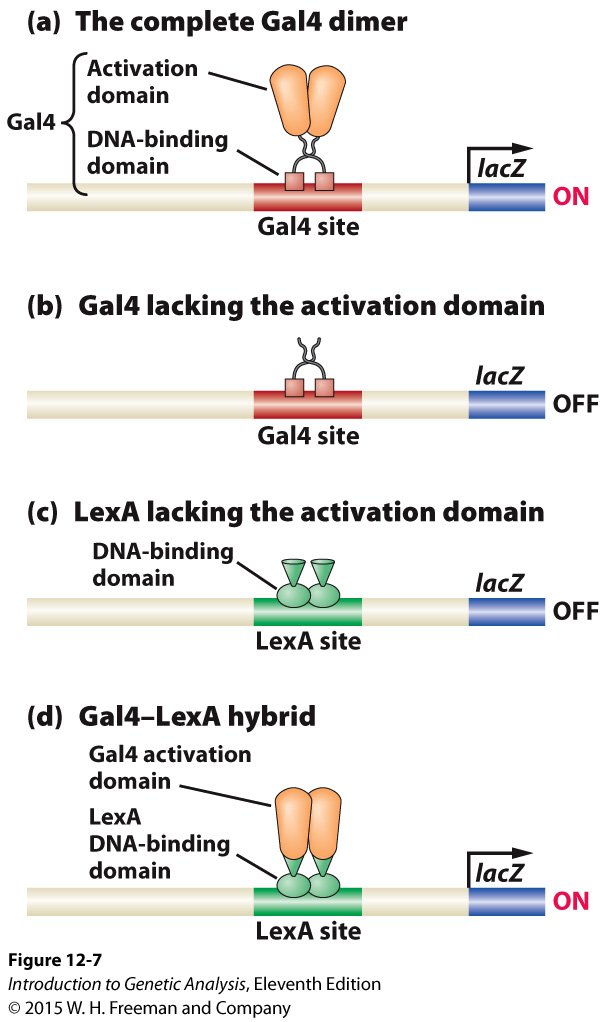 (a) The complete Gal4 dimer
Activation
domain
Gal4
DNA-binding
domain
lacZ
ON
Gal4 site
(b) Gal4 lacking the activation domain
lacZ
OFF
Gal4 site
(c) LexA lacking the activation domain
DNA-binding
domain
lacZ
OFF
LexA site
(d) Gal4–LexA hybrid
Gal4 activation
domain
LexA
DNA-binding
domain
lacZ
ON
LexA site
Figure 12-7
Introduction to Genetic Analysis, Eleventh Edition
© 2015 W. H. Freeman and Company